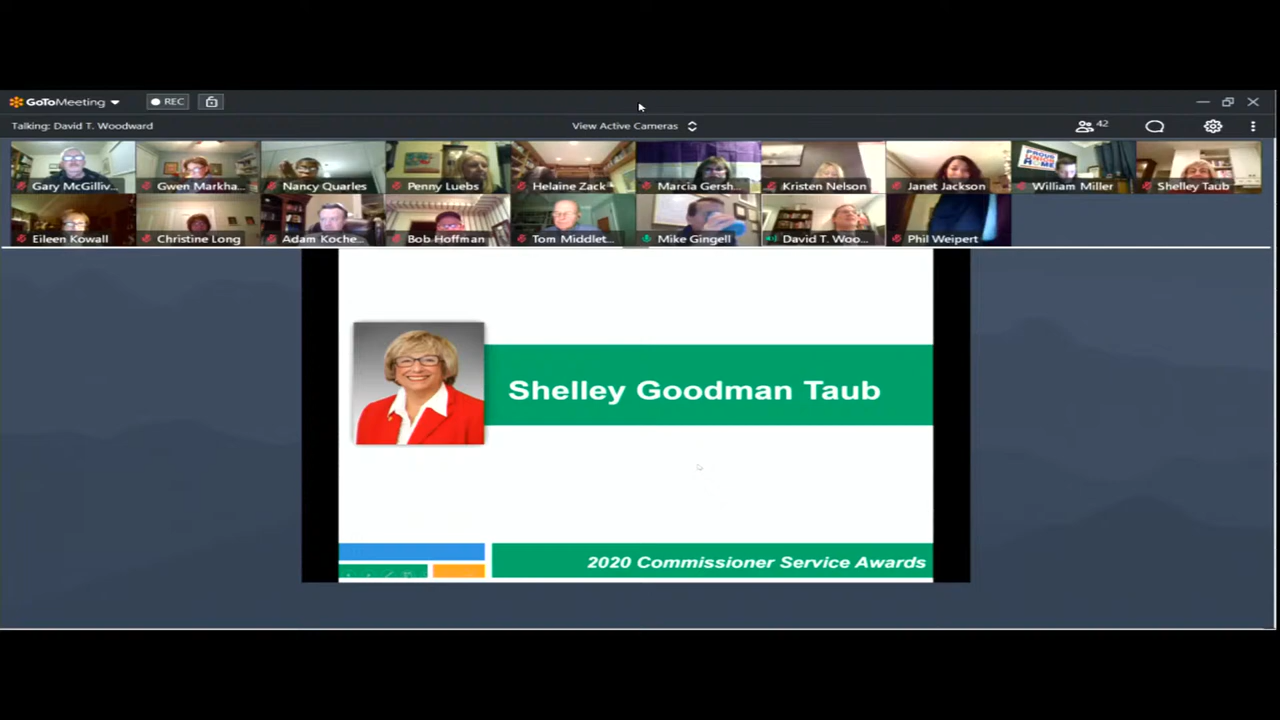 GoToMeeting
REC
Talking: David T. Woodward
View Active Cameras
42
Gary McGilliv...
Gwen Markha...
Nancy Quarles
Penny Luebs
Helaine Zack
Marcia Gersh...
Kristen Nelson
Janet Jackson
William Miller
Shelley Taub
Eileen Kowall
Christine Long
Adam Koche...
Bob Hoffman
Tom Middlet...
Mike Gingell
David T. Woo...
Phil Weipert
Shelley Goodman Taub
2020 Commissioner Service Awards